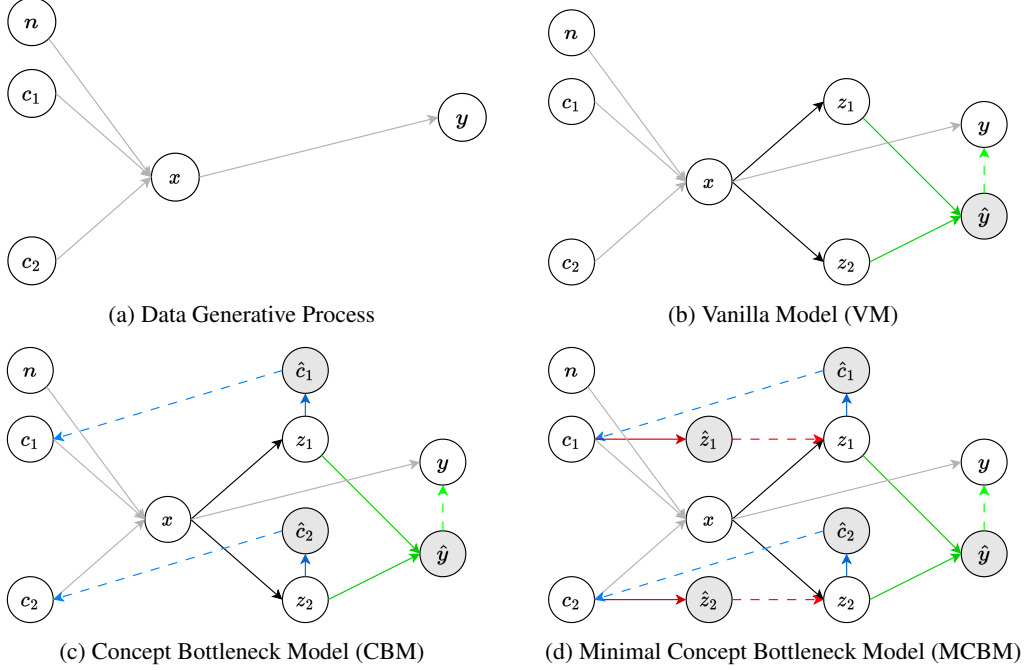 n
c₁
c₂
x
y
(a) Data Generative Process
n
c₁
c₂
x
z₁
z₂
y
ŷ
(b) Vanilla Model (VM)
n
c₁
c₂
x
ĉ₁
z₁
ĉ₂
z₂
y
ŷ
(c) Concept Bottleneck Model (CBM)
n
c₁
c₂
ẑ₁
x
ẑ₂
ĉ₁
z₁
ĉ₂
z₂
y
ŷ
(d) Minimal Concept Bottleneck Model (MCBM)